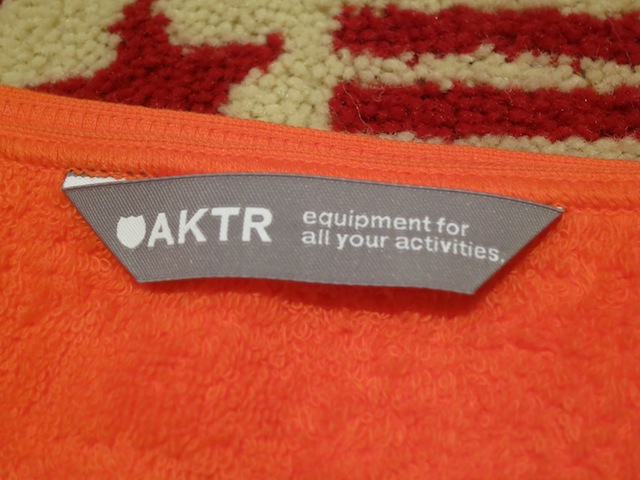 AKTR
equipment for
all your activities.